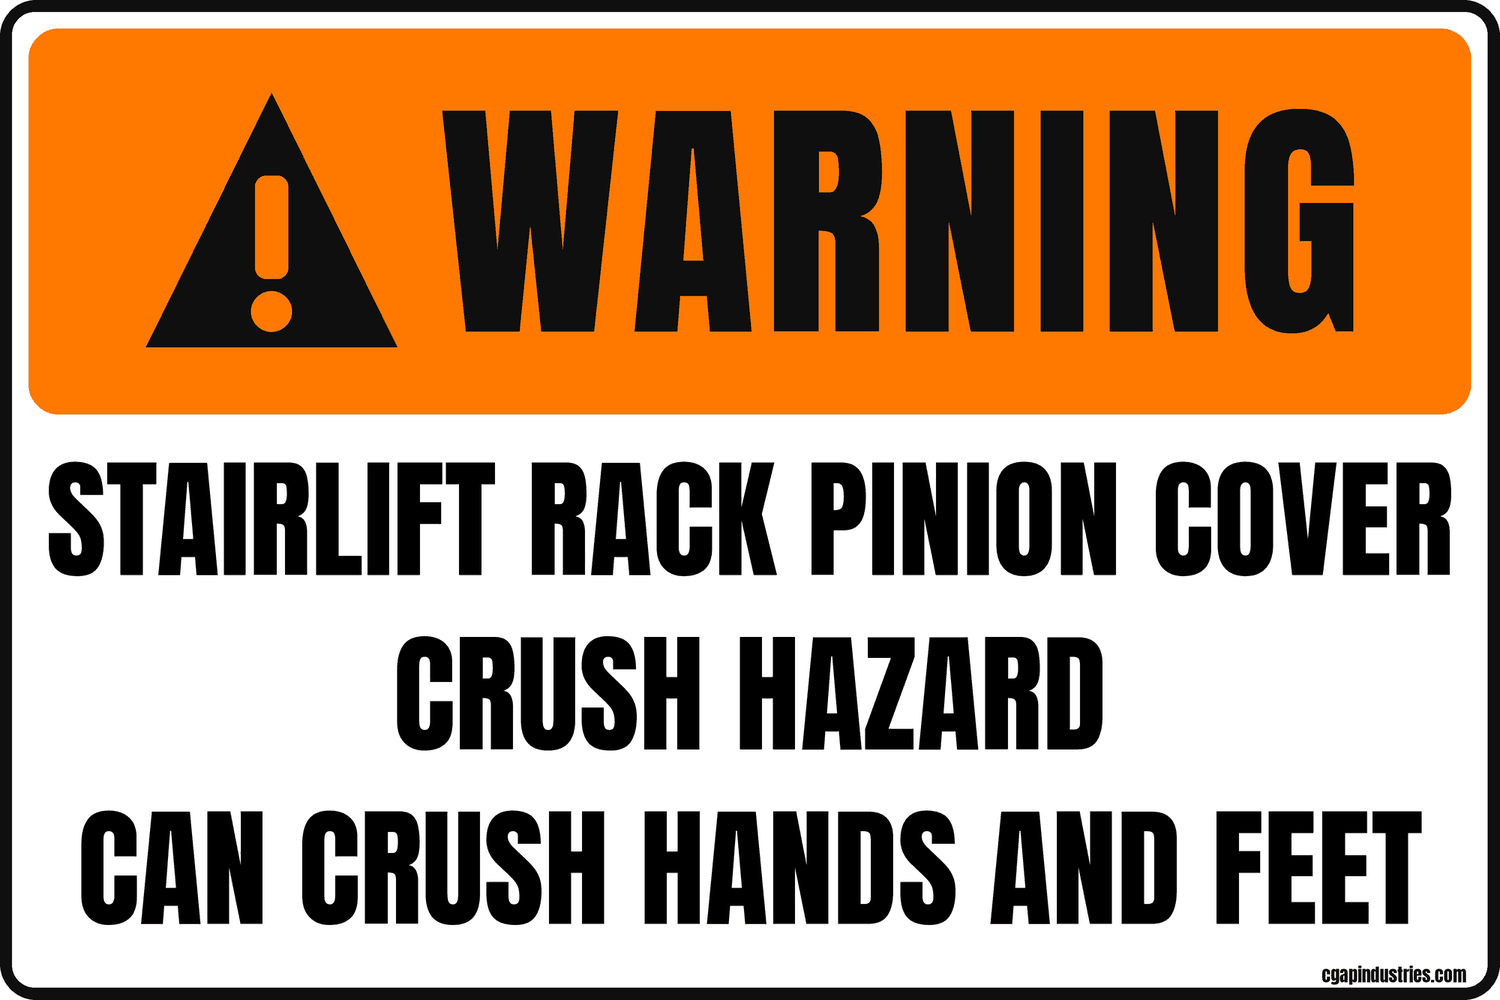 WARNING
STAIRLIFT RACK PINION COVER
CRUSH HAZARD
CAN CRUSH HANDS AND FEET
cgapindustries.com